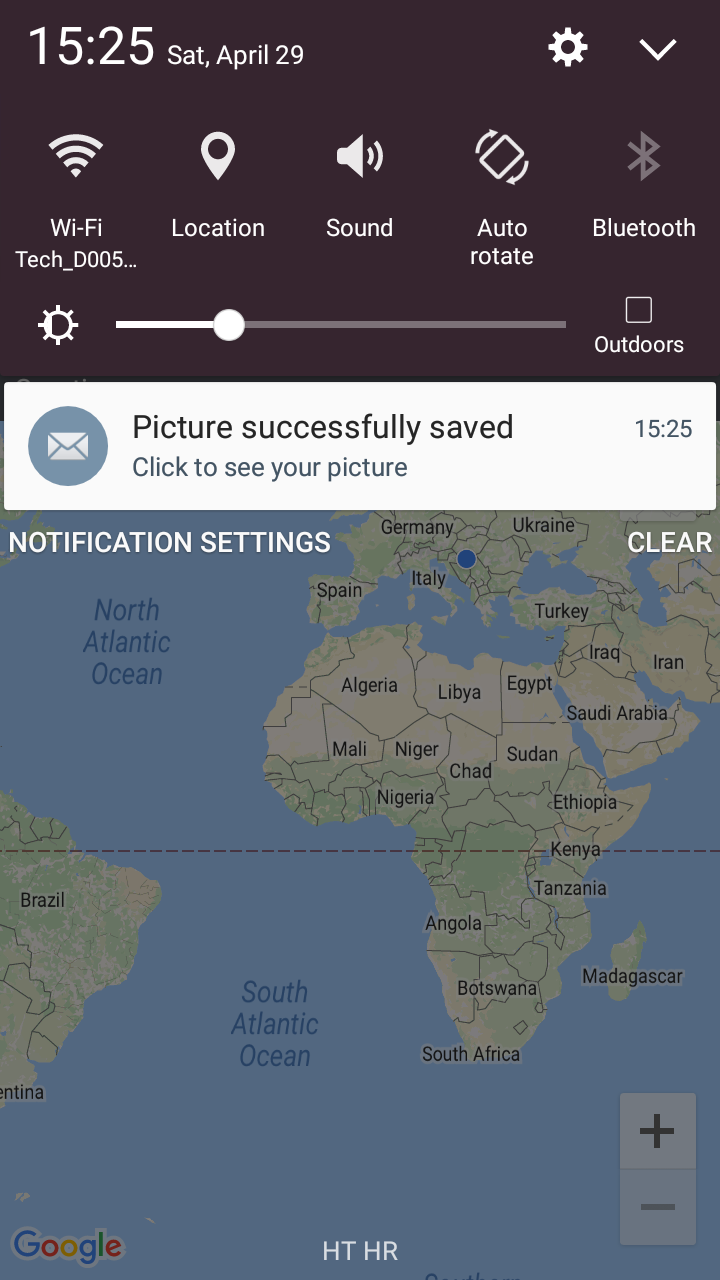 15:25 Sat, April 29
Wi-Fi
Tech_D005...
Location
Sound
Auto
rotate
Bluetooth
Outdoors
Picture successfully saved
15:25
Click to see your picture
NOTIFICATION SETTINGS
CLEAR
Germany
Ukraine
Italy
Spain
Turkey
North
Atlantic
Ocean
Iraq
Iran
Algeria
Libya
Egypt
Saudi Arabia
Mali
Niger
Chad
Sudan
Nigeria
Ethiopia
Kenya
Brazil
Tanzania
Angola
Madagascar
Botswana
South
Atlantic
Ocean
South Africa
entina
Google
HT HR